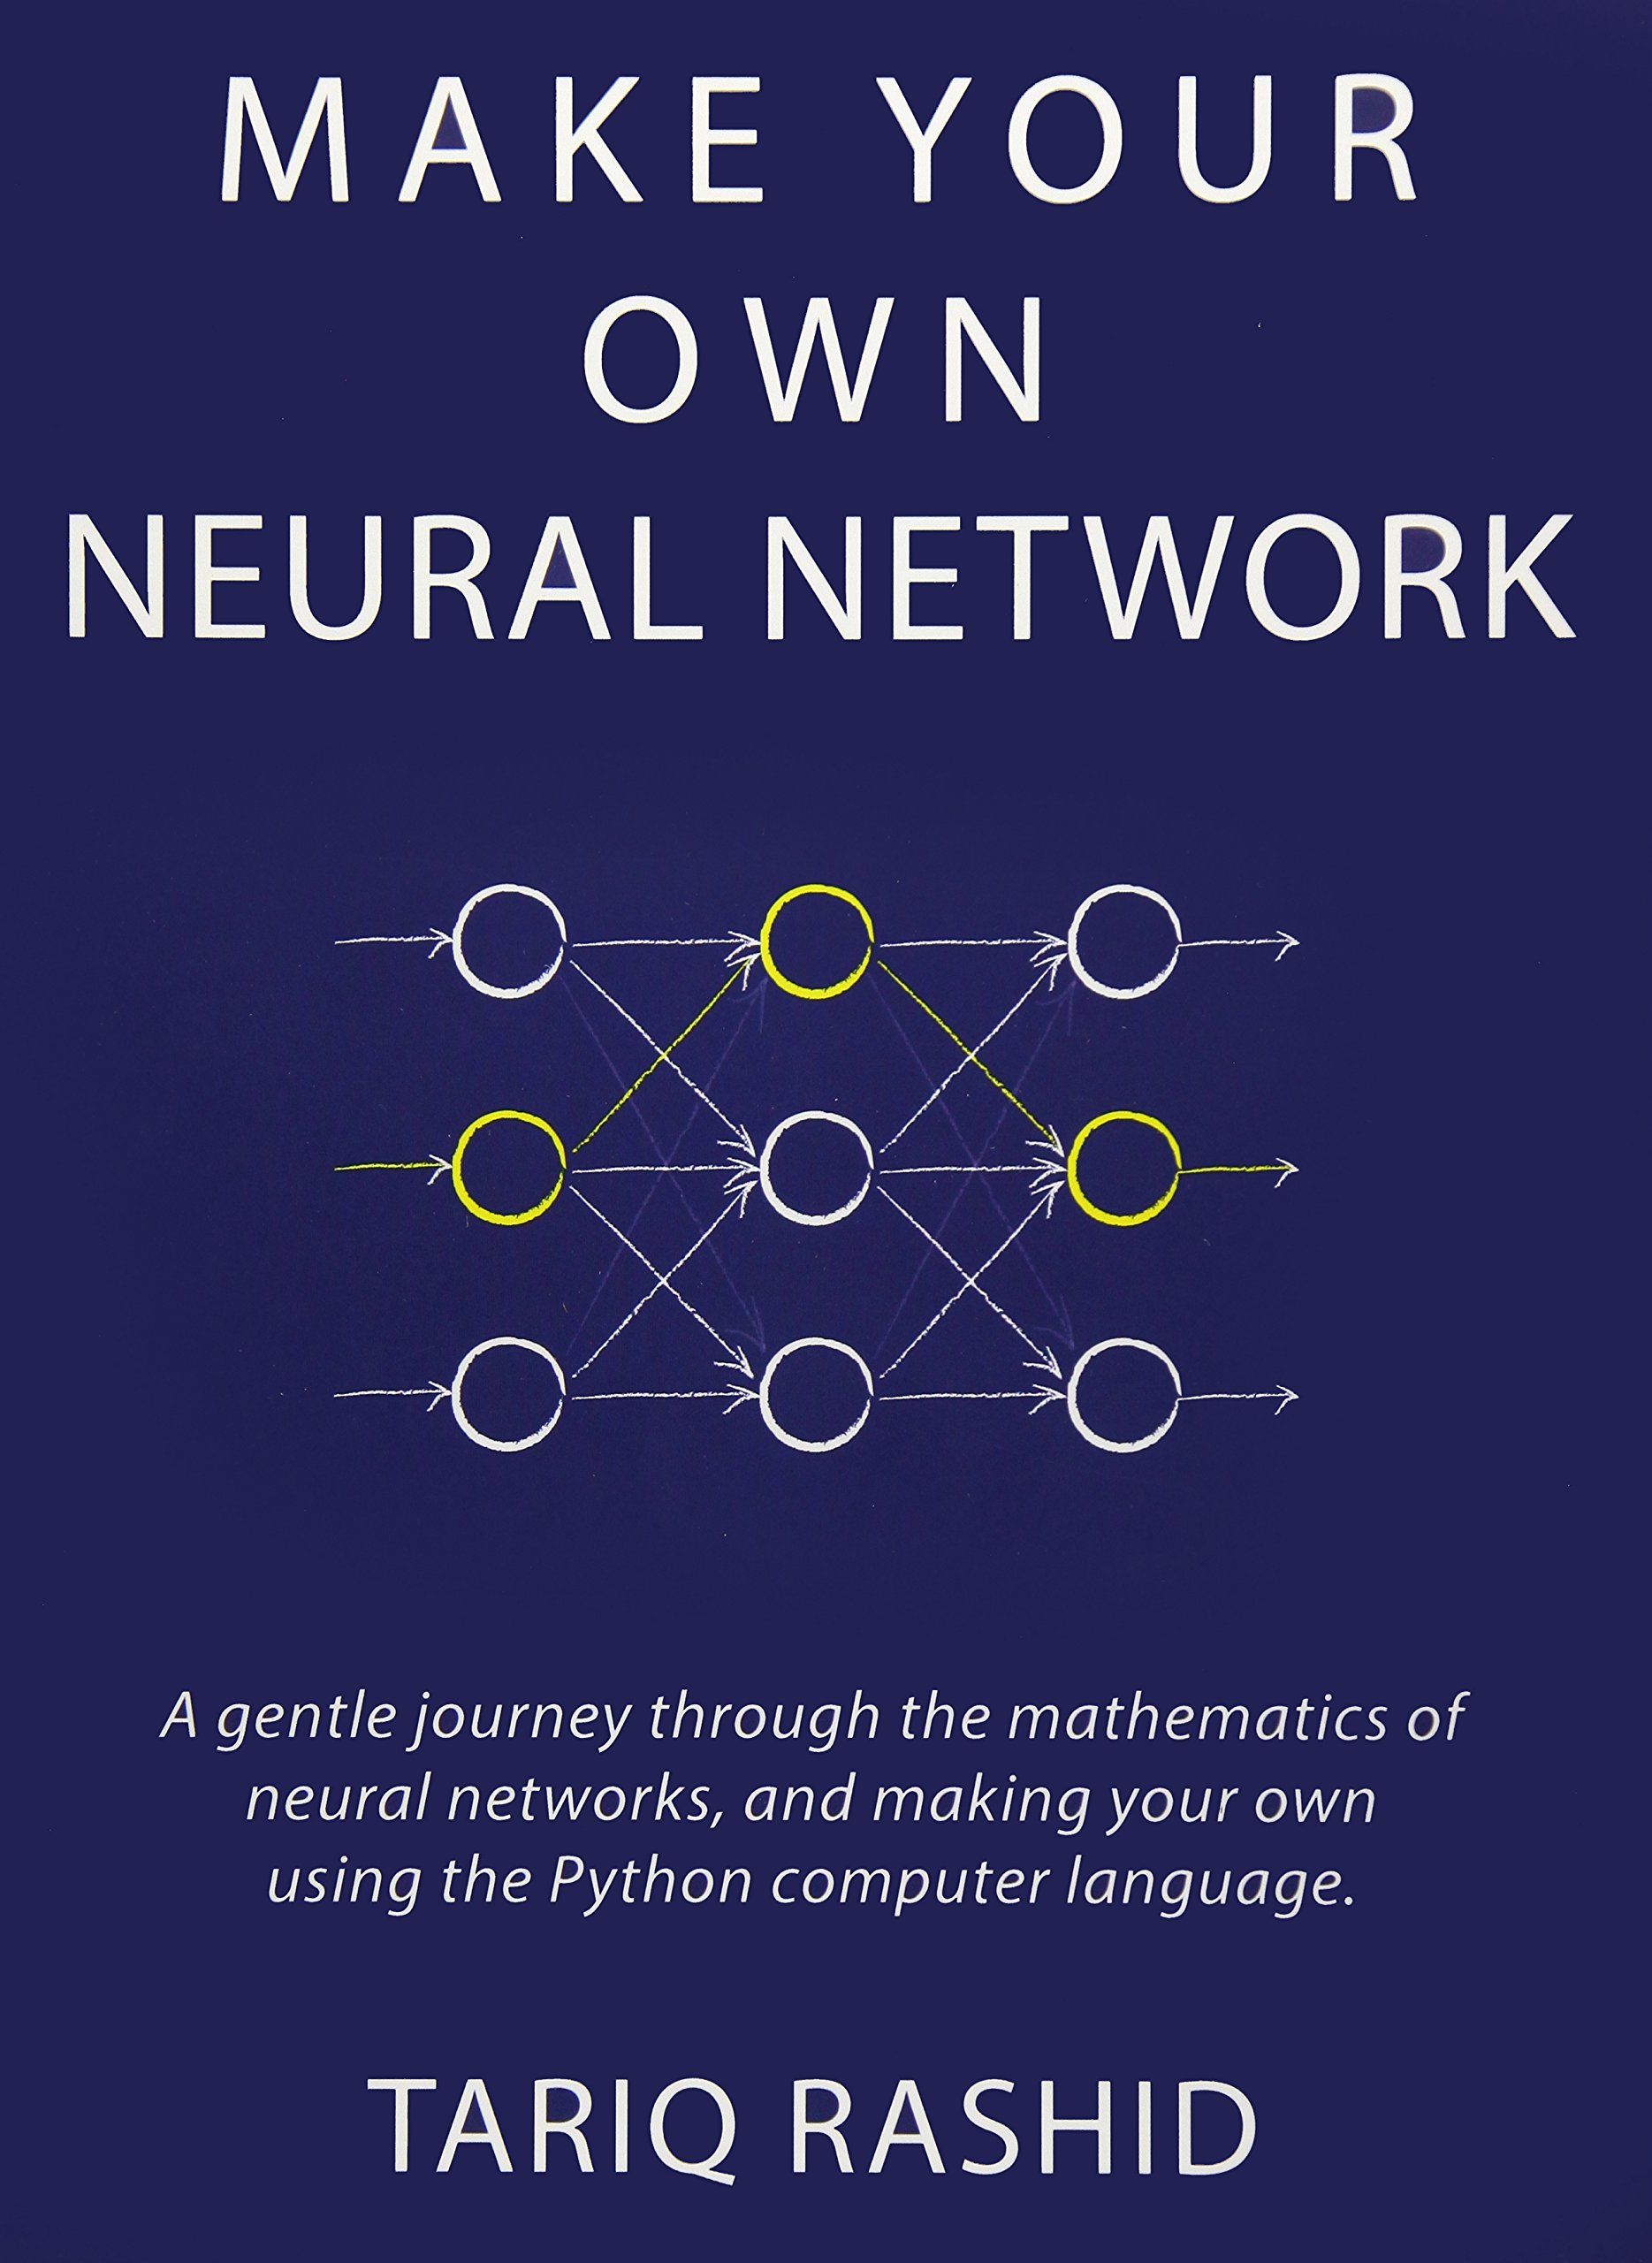 MAKE YOUR
OWN
NEURAL NETWORK
A gentle journey through the mathematics of
neural networks, and making your own
using the Python computer language.
TARIQ RASHID